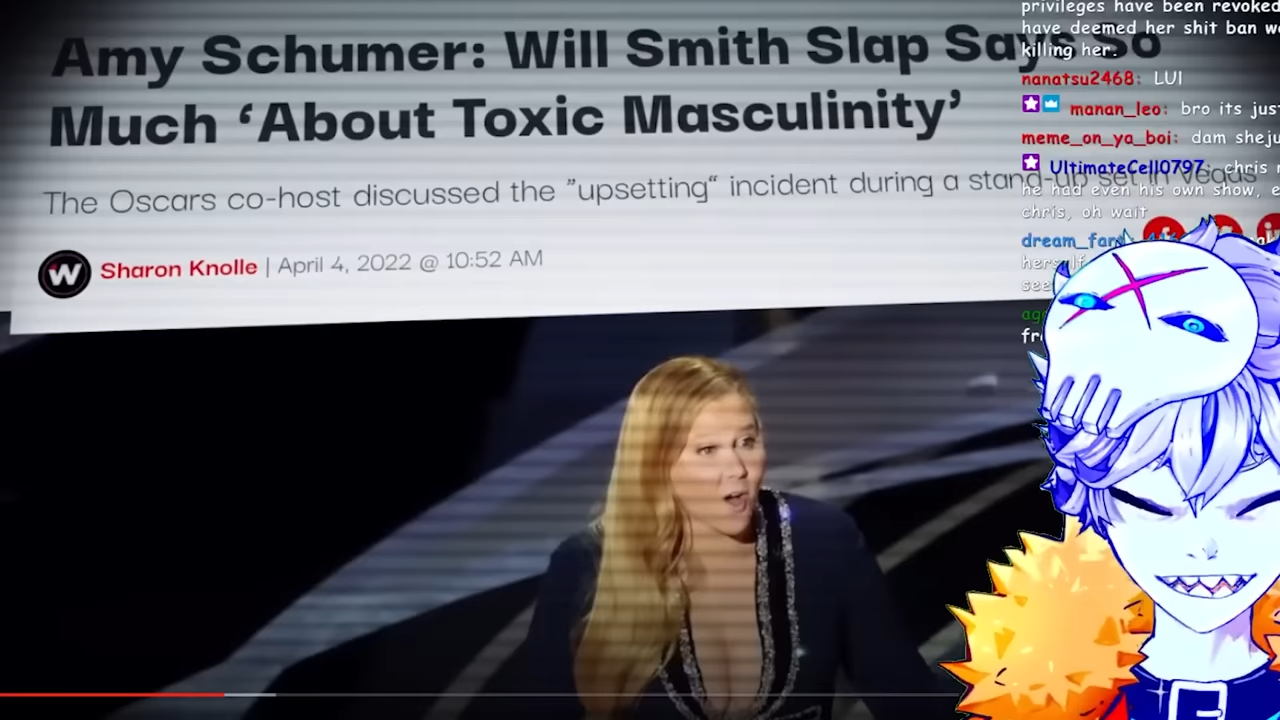 Amy Schumer: Will Smith Slap Says So
Much ‘About Toxic Masculinity’
The Oscars co-host discussed the "upsetting" incident during a stand-up set in Vegas
W Sharon Knolle | April 4, 2022 @ 10:52 AM
privileges have been revoked
have deemed her shit ban w
killing her.
nanatsu2468: LUl
manan_leo: bro its just
meme_on_ya_boi: dam sheju
UltimateCell0797: chris
he had even his own show, e
chris, oh wait